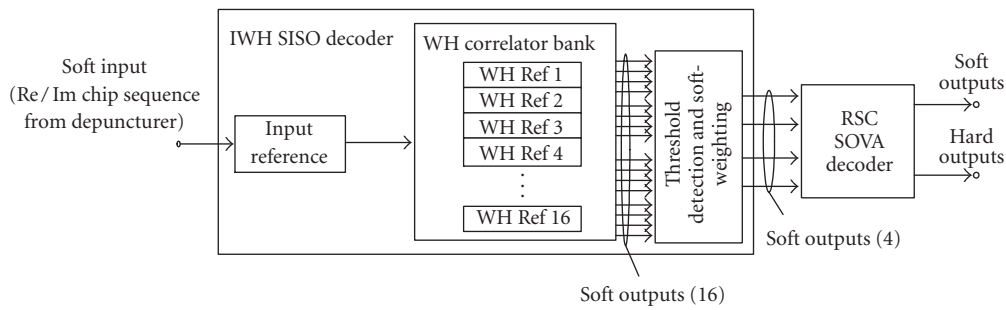 IWH SISO decoder
WH correlator bank
Soft input
(Re/Im chip sequence
from depuncturer)
Input
reference
WH Ref 1
WH Ref 2
WH Ref 3
WH Ref 4
WH Ref 16
Threshold
detection and soft-
weighting
RSC
SOVA
decoder
Soft
outputs
Hard
outputs
Soft outputs (4)
Soft outputs (16)